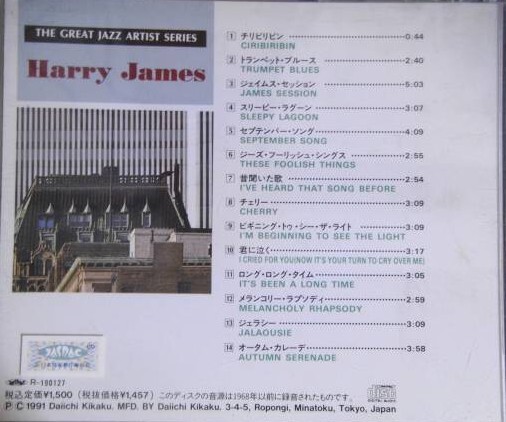 THE GREAT JAZZ ARTIST SERIES
Harry James
1 チリビリビン 0:44
CIRIBIRIBIN
2 トランペット・ブルース 2:40
TRUMPET BLUES
3 ジェイムス・セッション 5:03
JAMES SESSION
4 スリーピー・ラグーン 3:07
SLEEPY LAGOON
5 セプテンバー・ソング 4:09
SEPTEMBER SONG
6 ジーズ・フーリッシュ・シングス 2:55
THESE FOOLISH THINGS
7 昔聞いた歌 2:54
I'VE HEARD THAT SONG BEFORE
8 チェリー 3:09
CHERRY
9 ビギニング・トゥ・シー・ザ・ライト 3:09
I'M BEGINNING TO SEE THE LIGHT
10 君に泣く 3:17
I CRIED FOR YOU(NOW IT'S YOUR TURN TO CRY OVER ME)
11 ロング・ロング・タイム 3:05
IT'S BEEN A LONG TIME
12 メランコリー・ラプソディ 2:59
MELANCHOLY RHAPSODY
13 ジェラシー 3:09
JALAOUSIE
14 オータム・カレーデ 3:58
AUTUMN SERENADE
JASRAC
R-180127
税込定価¥1,500 (税抜価格¥1,457) このディスクの音源は1968年以前に録音されたものです。
P C 1991 Daiichi Kikaku. MFD. BY Daiichi Kikaku. 3-4-5, Ropongi, Minatoku, Tokyo, Japan